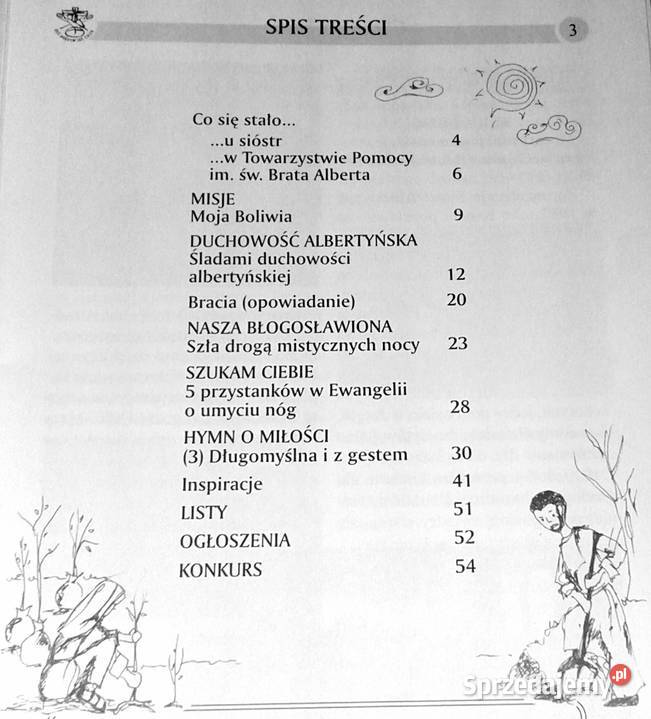 SPIS TREŚCI
3
Co się stało...
...u sióstr 4
...w Towarzystwie Pomocy
im. św. Brata Alberta 6
MISJE
Moja Boliwia 9
DUCHOWOŚĆ ALBERTYŃSKA
Śladami duchowości
albertyńskiej 12
Bracia (opowiadanie) 20
NASZA BŁOGOSŁAWIONA
Szła drogą mistycznych nocy 23
SZUKAM CIEBIE
5 przystanków w Ewangelii
o umyciu nóg 28
HYMN O MIŁOŚCI
(3) Długomyślna i z gestem 30
Inspiracje 41
LISTY 51
OGŁOSZENIA 52
KONKURS 54
Sprzedajemy.pl